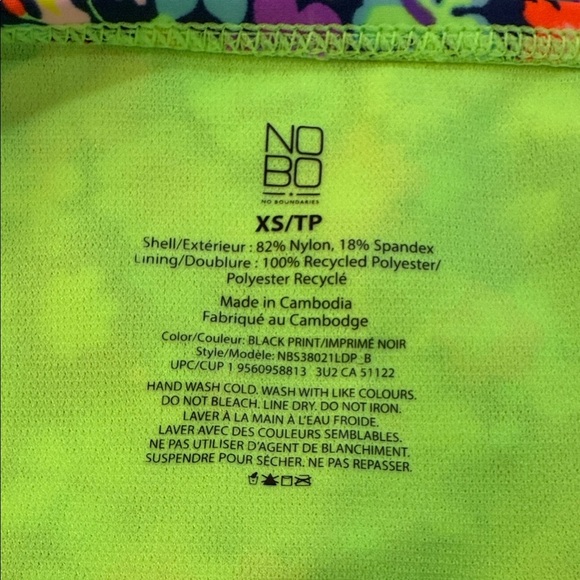 NO
BO
NO BOUNDARIES
XS/TP
Shell/Extérieur : 82% Nylon, 18% Spandex
Lining/Doublure : 100% Recycled Polyester/
Polyester Recyclé
Made in Cambodia
Fabriqué au Cambodge
Color/Couleur: BLACK PRINT/IMPRIMÉ NOIR
Style/Modèle: NBS38021LDP_B
UPC/CUP 1 9560958813 3U2 CA 51122
HAND WASH COLD. WASH WITH LIKE COLOURS.
DO NOT BLEACH. LINE DRY. DO NOT IRON.
LAVER À LA MAIN À L'EAU FROIDE.
LAVER AVEC DES COULEURS SEMBLABLES.
NE PAS UTILISER D'AGENT DE BLANCHIMENT.
SUSPENDRE POUR SÉCHER. NE PAS REPASSER.